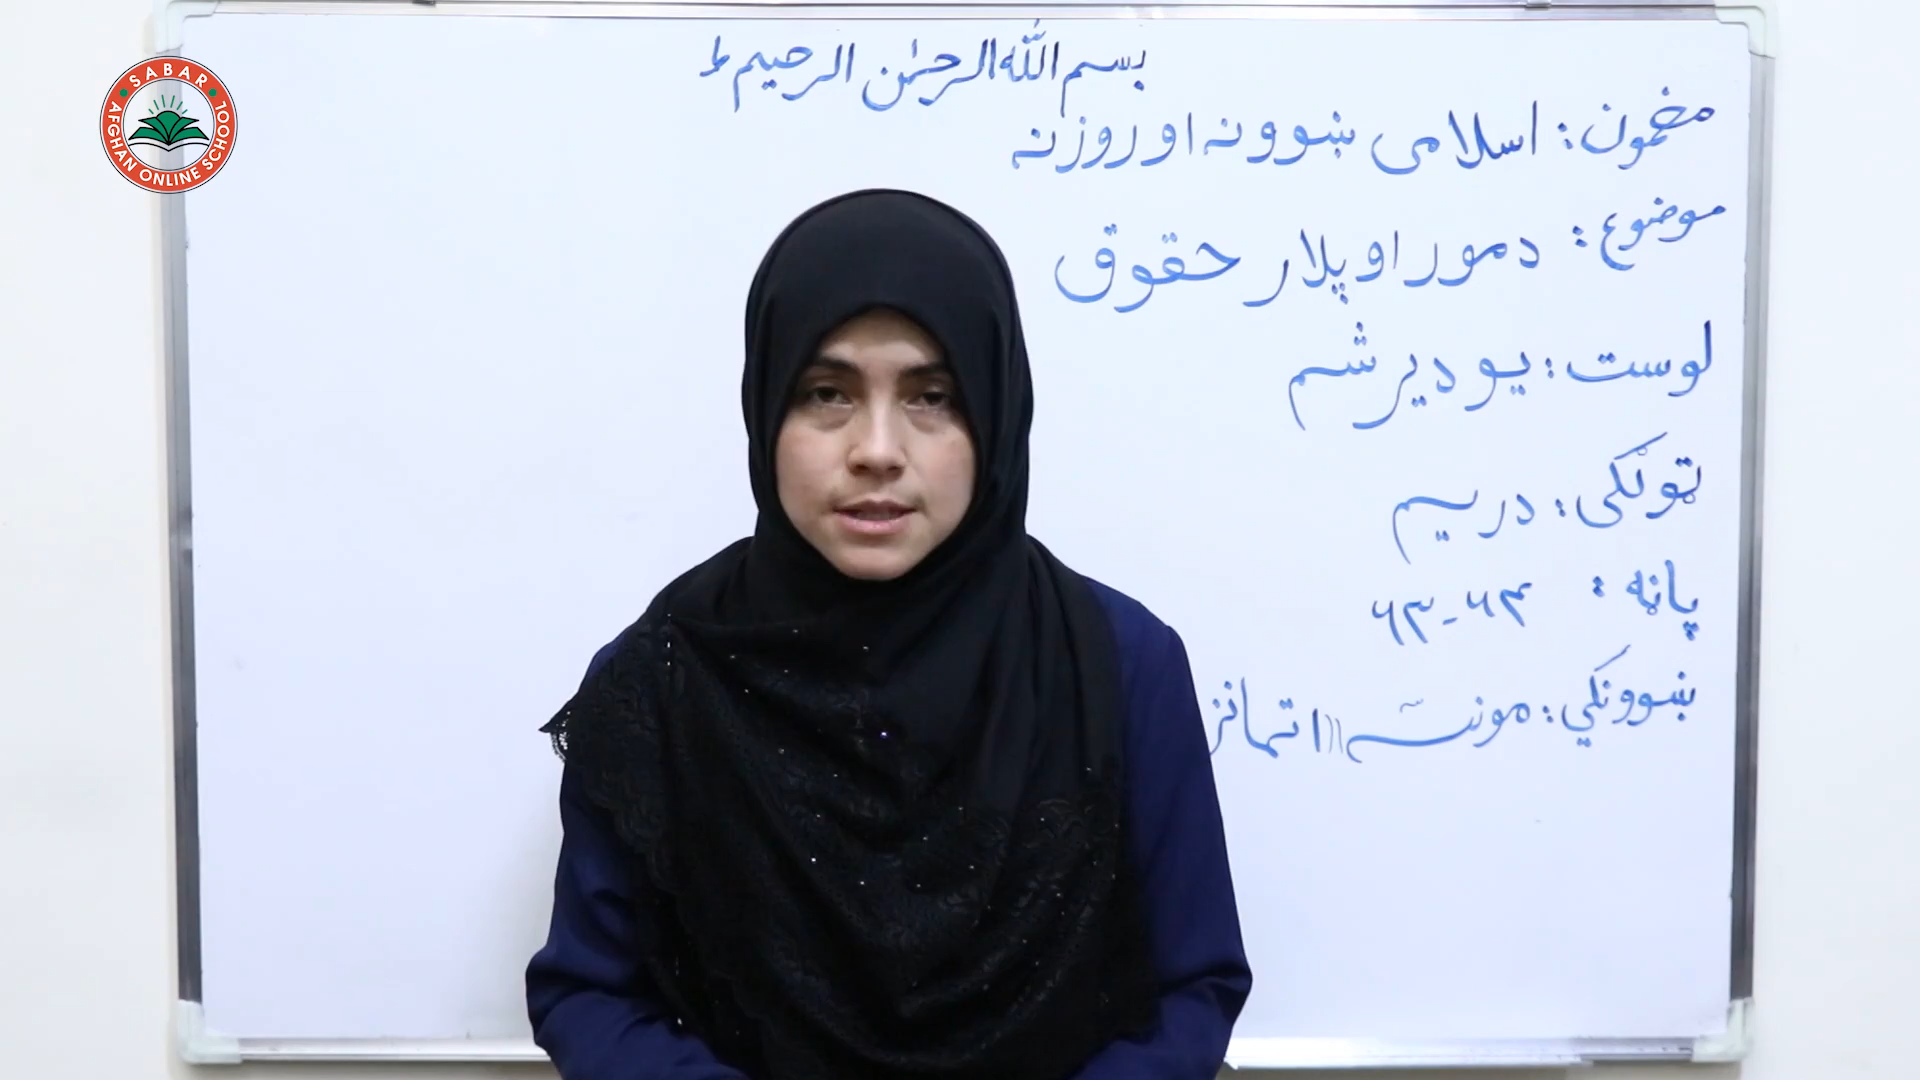 SABAR
AFGHAN ONLINE SCHOOL
بسم الله الرحمٰن الرحیم ط
مضمون: اسلامی ښوونه او روزنه
موضوع: د مور او پلار حقوق
لوست: یو دیرشم
ټولګی: دریم
پاڼه: ۶۳-۶۴
ښوونکي: